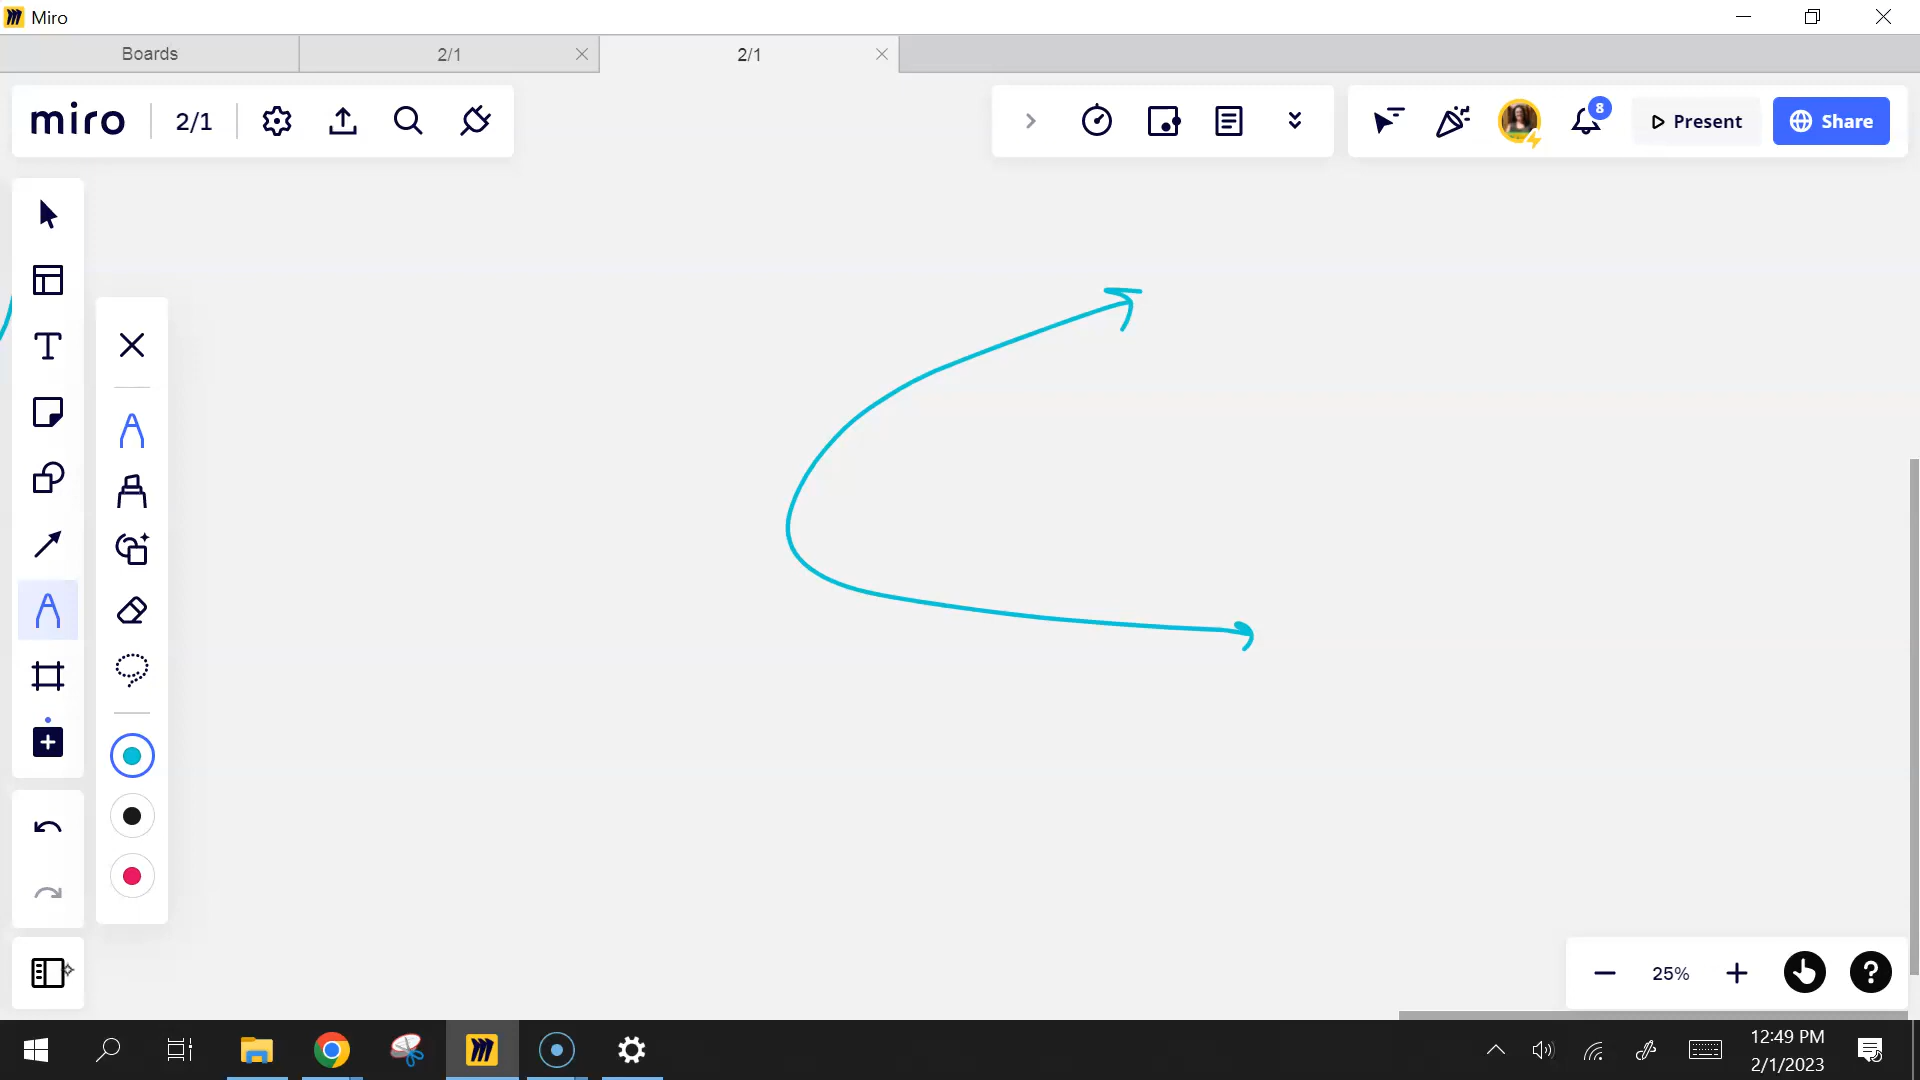 Miro
Boards
2/1
2/1
miro
2/1
8
Present
Share
25%
12:49 PM
2/1/2023